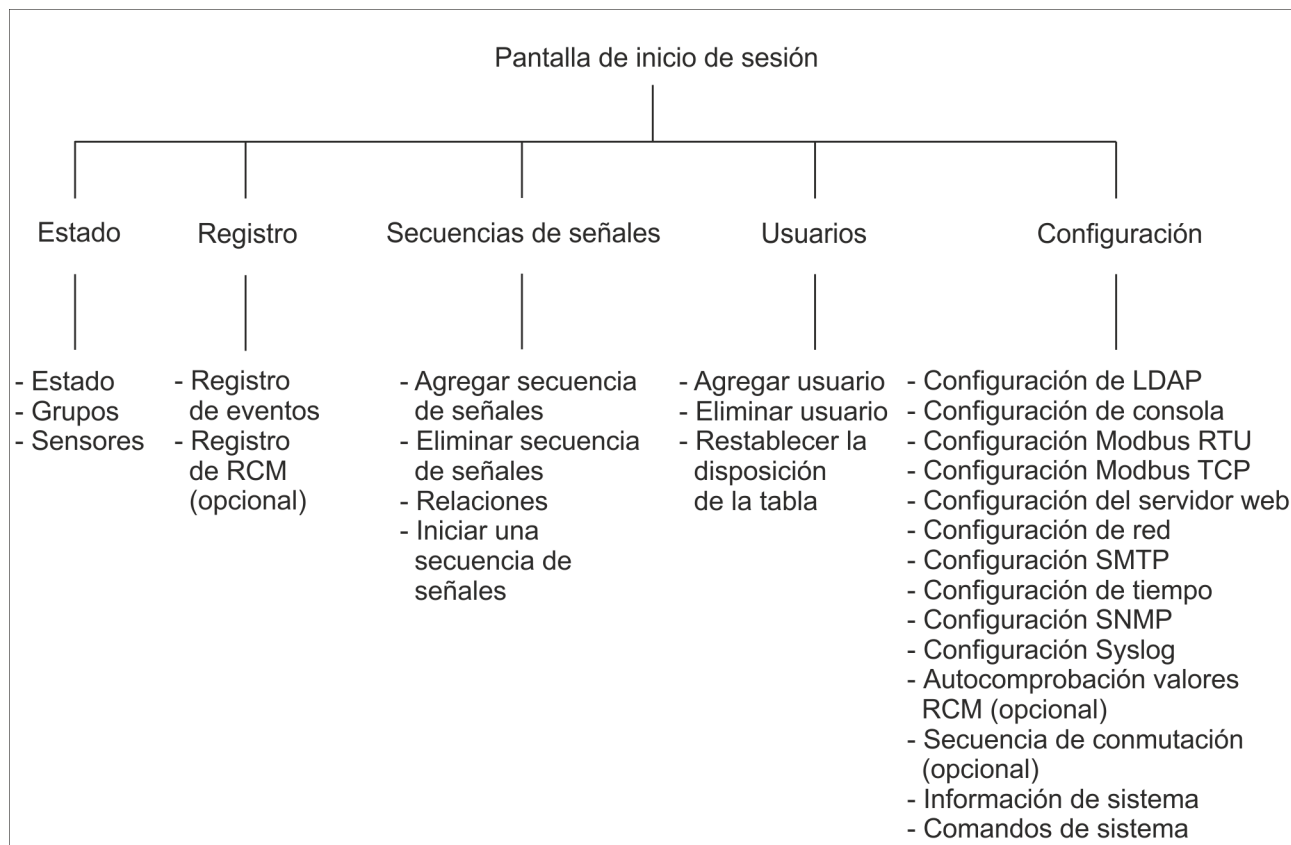 Pantalla de inicio de sesión
Estado
Registro
Secuencias de señales
Usuarios
Configuración
- Estado
- Grupos
- Sensores
- Registro
de eventos
- Registro
de RCM
(opcional)
- Agregar secuencia
de señales
- Eliminar secuencia
de señales
- Relaciones
- Iniciar una
secuencia de
señales
- Agregar usuario
- Eliminar usuario
- Restablecer la
disposición
de la tabla
- Configuración de LDAP
- Configuración de consola
- Configuración Modbus RTU
- Configuración Modbus TCP
- Configuración del servidor web
- Configuración de red
- Configuración SMTP
- Configuración de tiempo
- Configuración SNMP
- Configuración Syslog
- Autocomprobación valores
RCM (opcional)
- Secuencia de conmutación
(opcional)
- Información de sistema
- Comandos de sistema